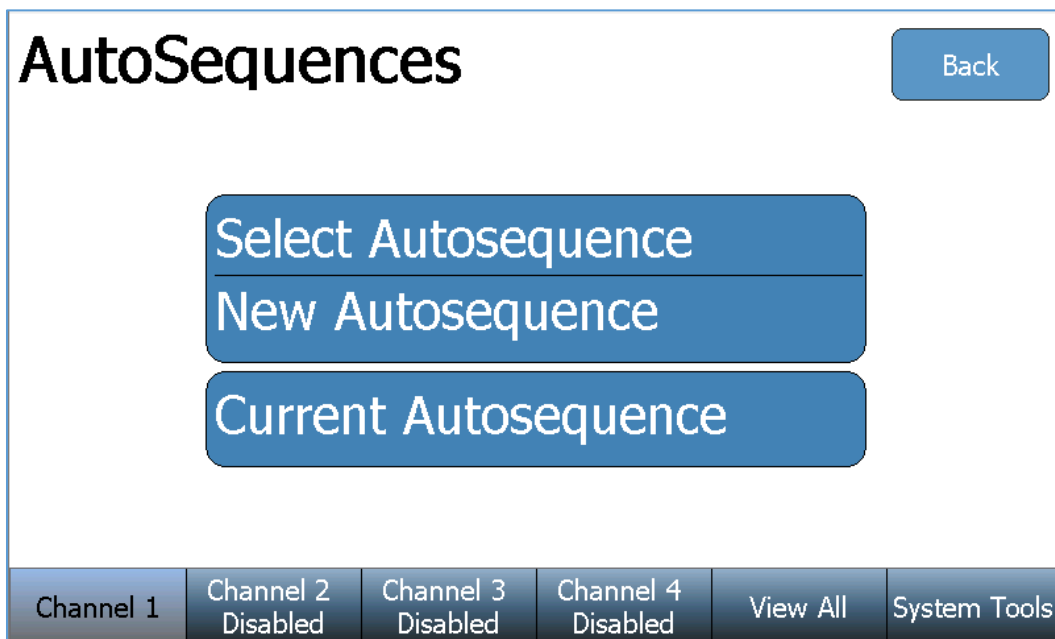 AutoSequences
Back
Select Autosequence
New Autosequence
Current Autosequence
Channel 1
Channel 2
Disabled
Channel 3
Disabled
Channel 4
Disabled
View All
System Tools